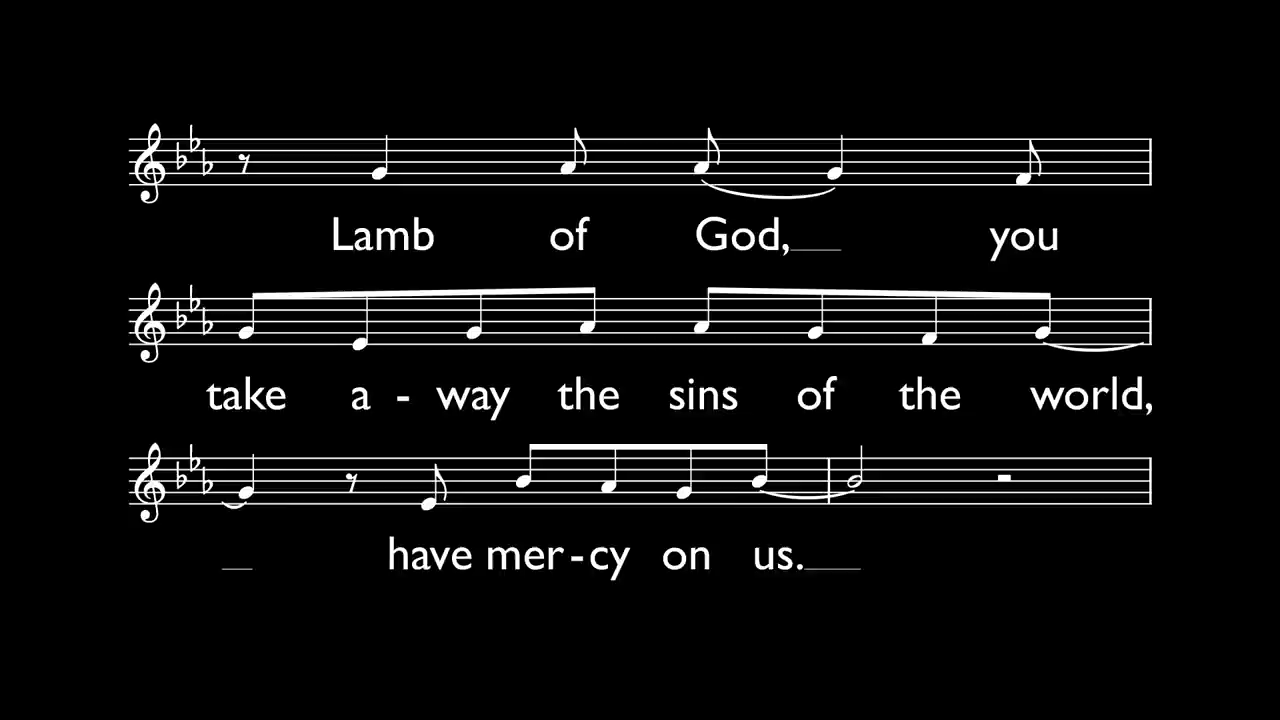 Lamb of God, you
take a - way the sins of the world,
have mer - cy on us.